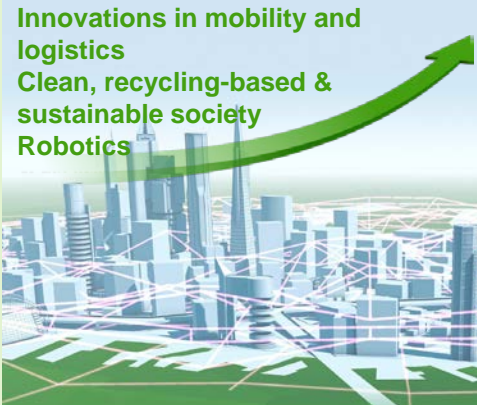 Innovations in mobility and
logistics
Clean, recycling-based &
sustainable society
Robotics